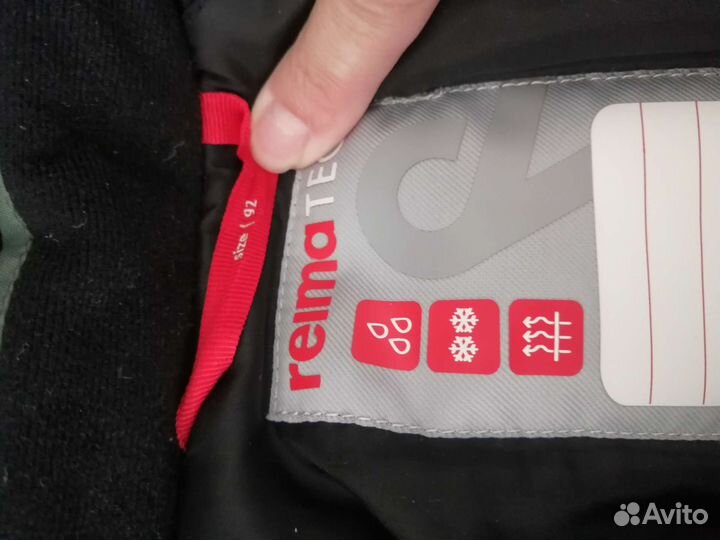 size ( 92
reimaTEC
Avito